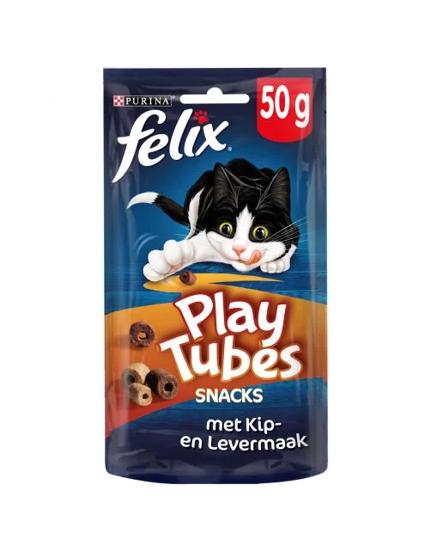 PURINA
50 g
felix®
Play
Tubes
SNACKS
met Kip-
en Levermaak